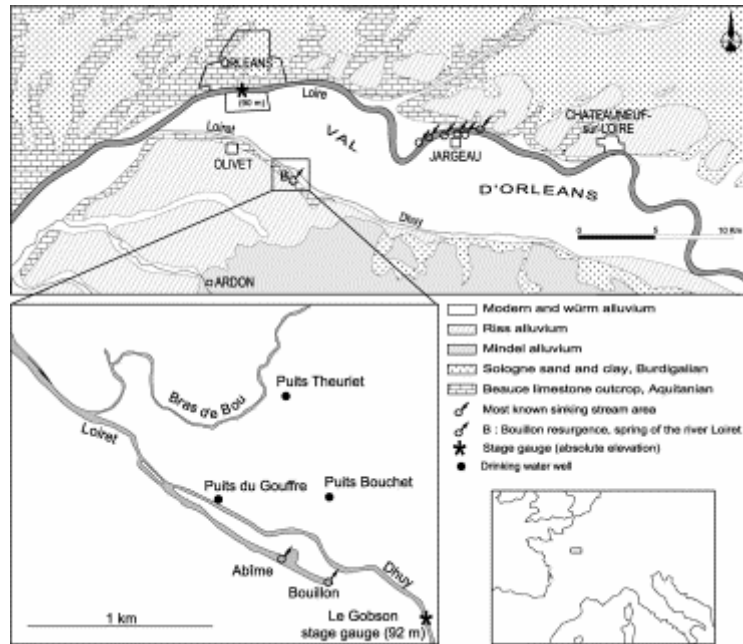 ORLEANS
(90 m)
Loire
Loiret
VAL
CHATEAUNEUF-
sur-LOIRE
OLIVET
JARGEAU
B
D'ORLEANS
Dhuy
0 5 10 Km
ARDON
Modern and würm alluvium
Riss alluvium
Mindel alluvium
Sologne sand and clay, Burdigalian
Beauce limestone outcrop, Aquitanian
Most known sinking stream area
B : Bouillon resurgence, spring of the river Loiret
Stage gauge (absolute elevation)
Drinking water well
Puits Theuriet
Bras de Bou
Loiret
Puits du Gouffre
Puits Bouchet
Abîme
Bouillon
Dhuy
1 km
Le Gobson
stage gauge (92 m)